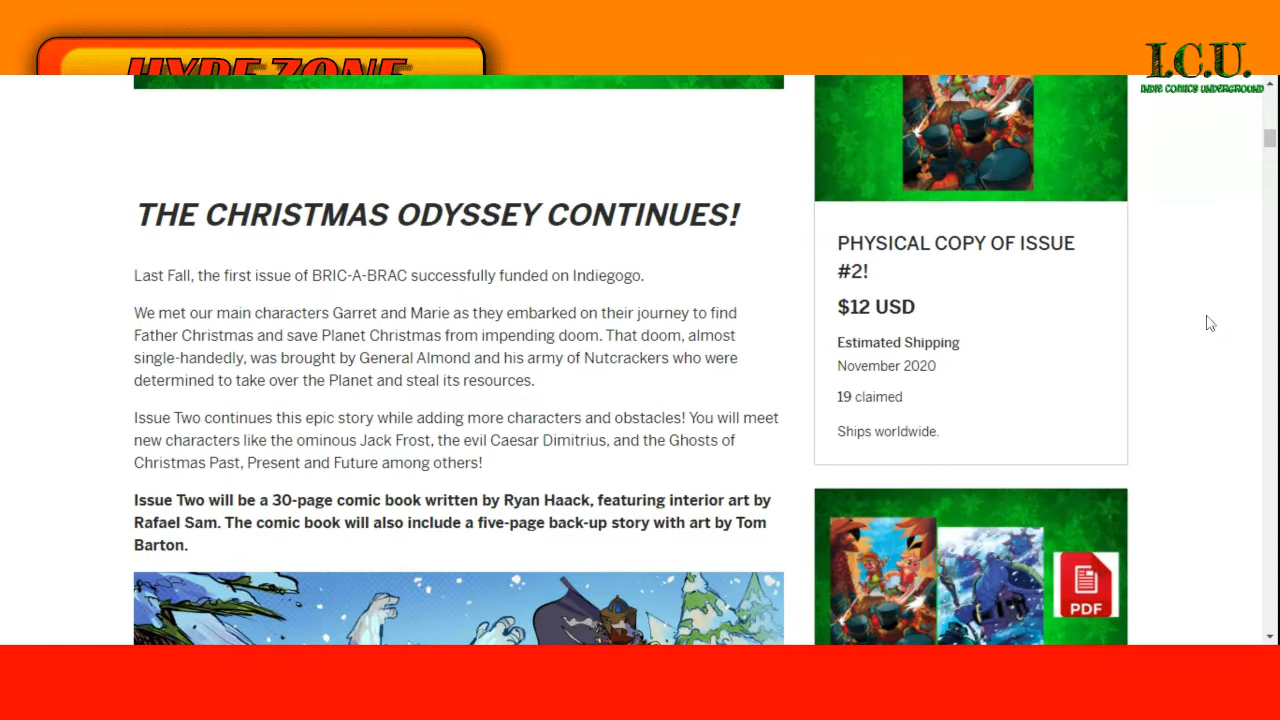 HYPE ZONE
I.C.U.
INDIE COMICS UNDERGROUND
THE CHRISTMAS ODYSSEY CONTINUES!
Last Fall, the first issue of BRIC-A-BRAC successfully funded on Indiegogo.
We met our main characters Garret and Marie as they embarked on their journey to find
Father Christmas and save Planet Christmas from impending doom. That doom, almost
single-handedly, was brought by General Almond and his army of Nutcrackers who were
determined to take over the Planet and steal its resources.
Issue Two continues this epic story while adding more characters and obstacles! You will meet
new characters like the ominous Jack Frost, the evil Caesar Dimitrius, and the Ghosts of
Christmas Past, Present and Future among others!
Issue Two will be a 30-page comic book written by Ryan Haack, featuring interior art by
Rafael Sam. The comic book will also include a five-page back-up story with art by Tom
Barton.
PHYSICAL COPY OF ISSUE
#2!
$12 USD
Estimated Shipping
November 2020
19 claimed
Ships worldwide.
PDF